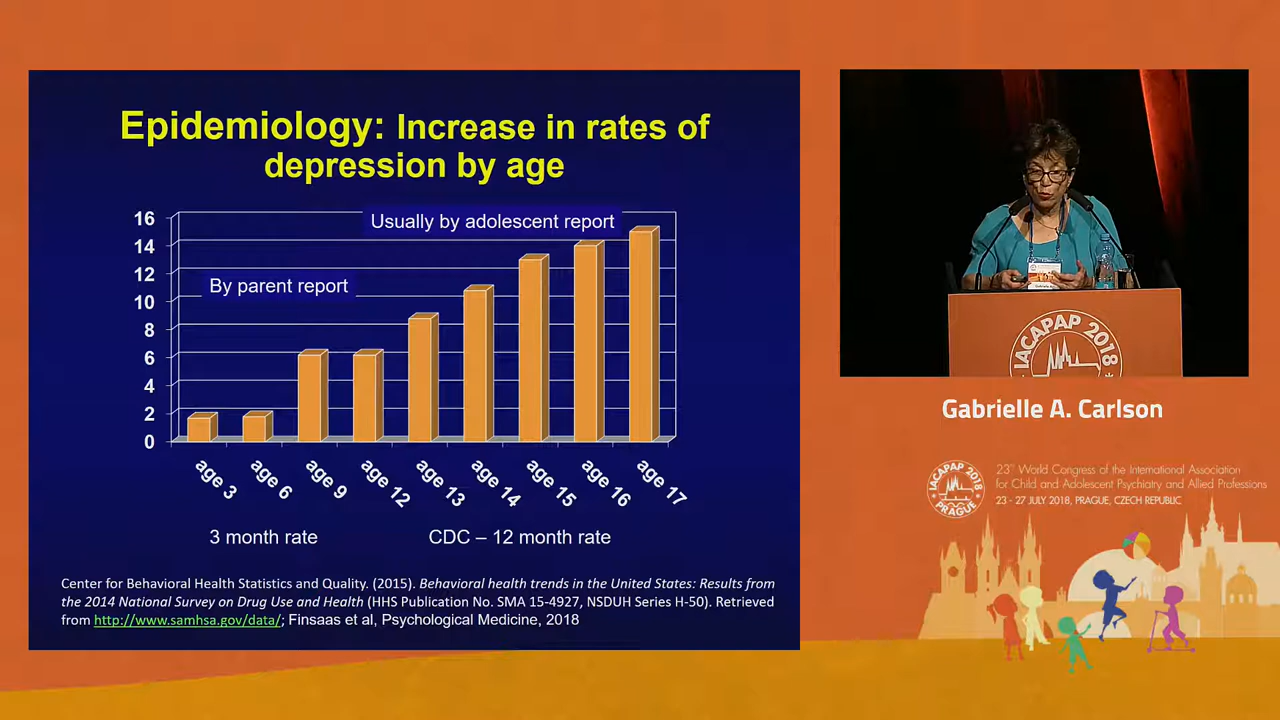 Epidemiology: Increase in rates of
depression by age
16
14
12
10
8
6
4
2
0
Usually by adolescent report
By parent report
age 3
age 6
age 9
age 12
age 13
age 14
age 15
age 16
age 17
3 month rate
CDC – 12 month rate
Center for Behavioral Health Statistics and Quality. (2015). Behavioral health trends in the United States: Results from
the 2014 National Survey on Drug Use and Health (HHS Publication No. SMA 15-4927, NSDUH Series H-50). Retrieved
from http://www.samhsa.gov/data/; Finsaas et al, Psychological Medicine, 2018
IACAPAP 2018
Gabrielle A. Carlson
IACAPAP 2018
PRAGUE
23rd World Congress of the International Association
for Child and Adolescent Psychiatry and Allied Professions
23 - 27 JULY 2018, PRAGUE, CZECH REPUBLIC